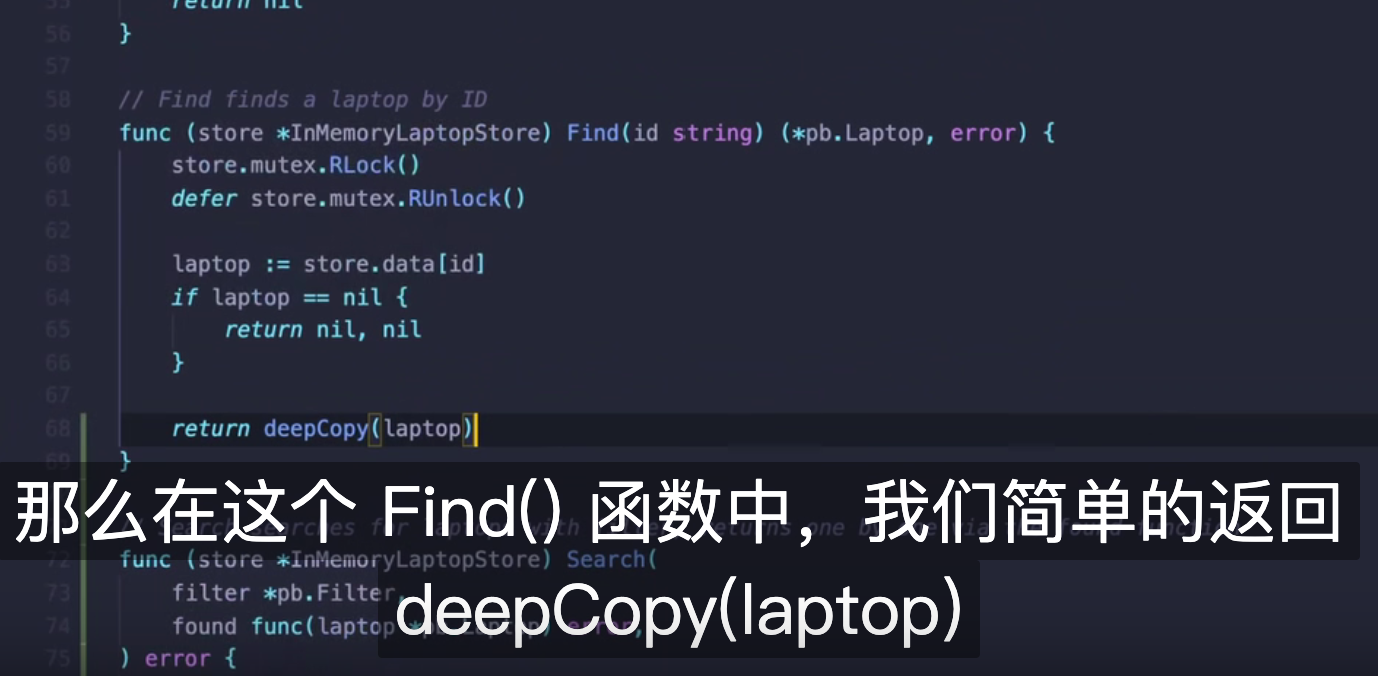 55 return nil
56 }
57
58 // Find finds a laptop by ID
59 func (store *InMemoryLaptopStore) Find(id string) (*pb.Laptop, error) {
60 store.mutex.RLock()
61 defer store.mutex.RUnlock()
62
63 laptop := store.data[id]
64 if laptop == nil {
65 return nil, nil
66 }
67
68 return deepCopy(laptop)
69 }
那么在这个 Find() 函数中，我们简单的返回
72 func (store *InMemoryLaptopStore) Search(
73 filter *pb.Filter,
deepCopy(laptop)
74 found func(laptop *pb.Laptop) error,
75 ) error {